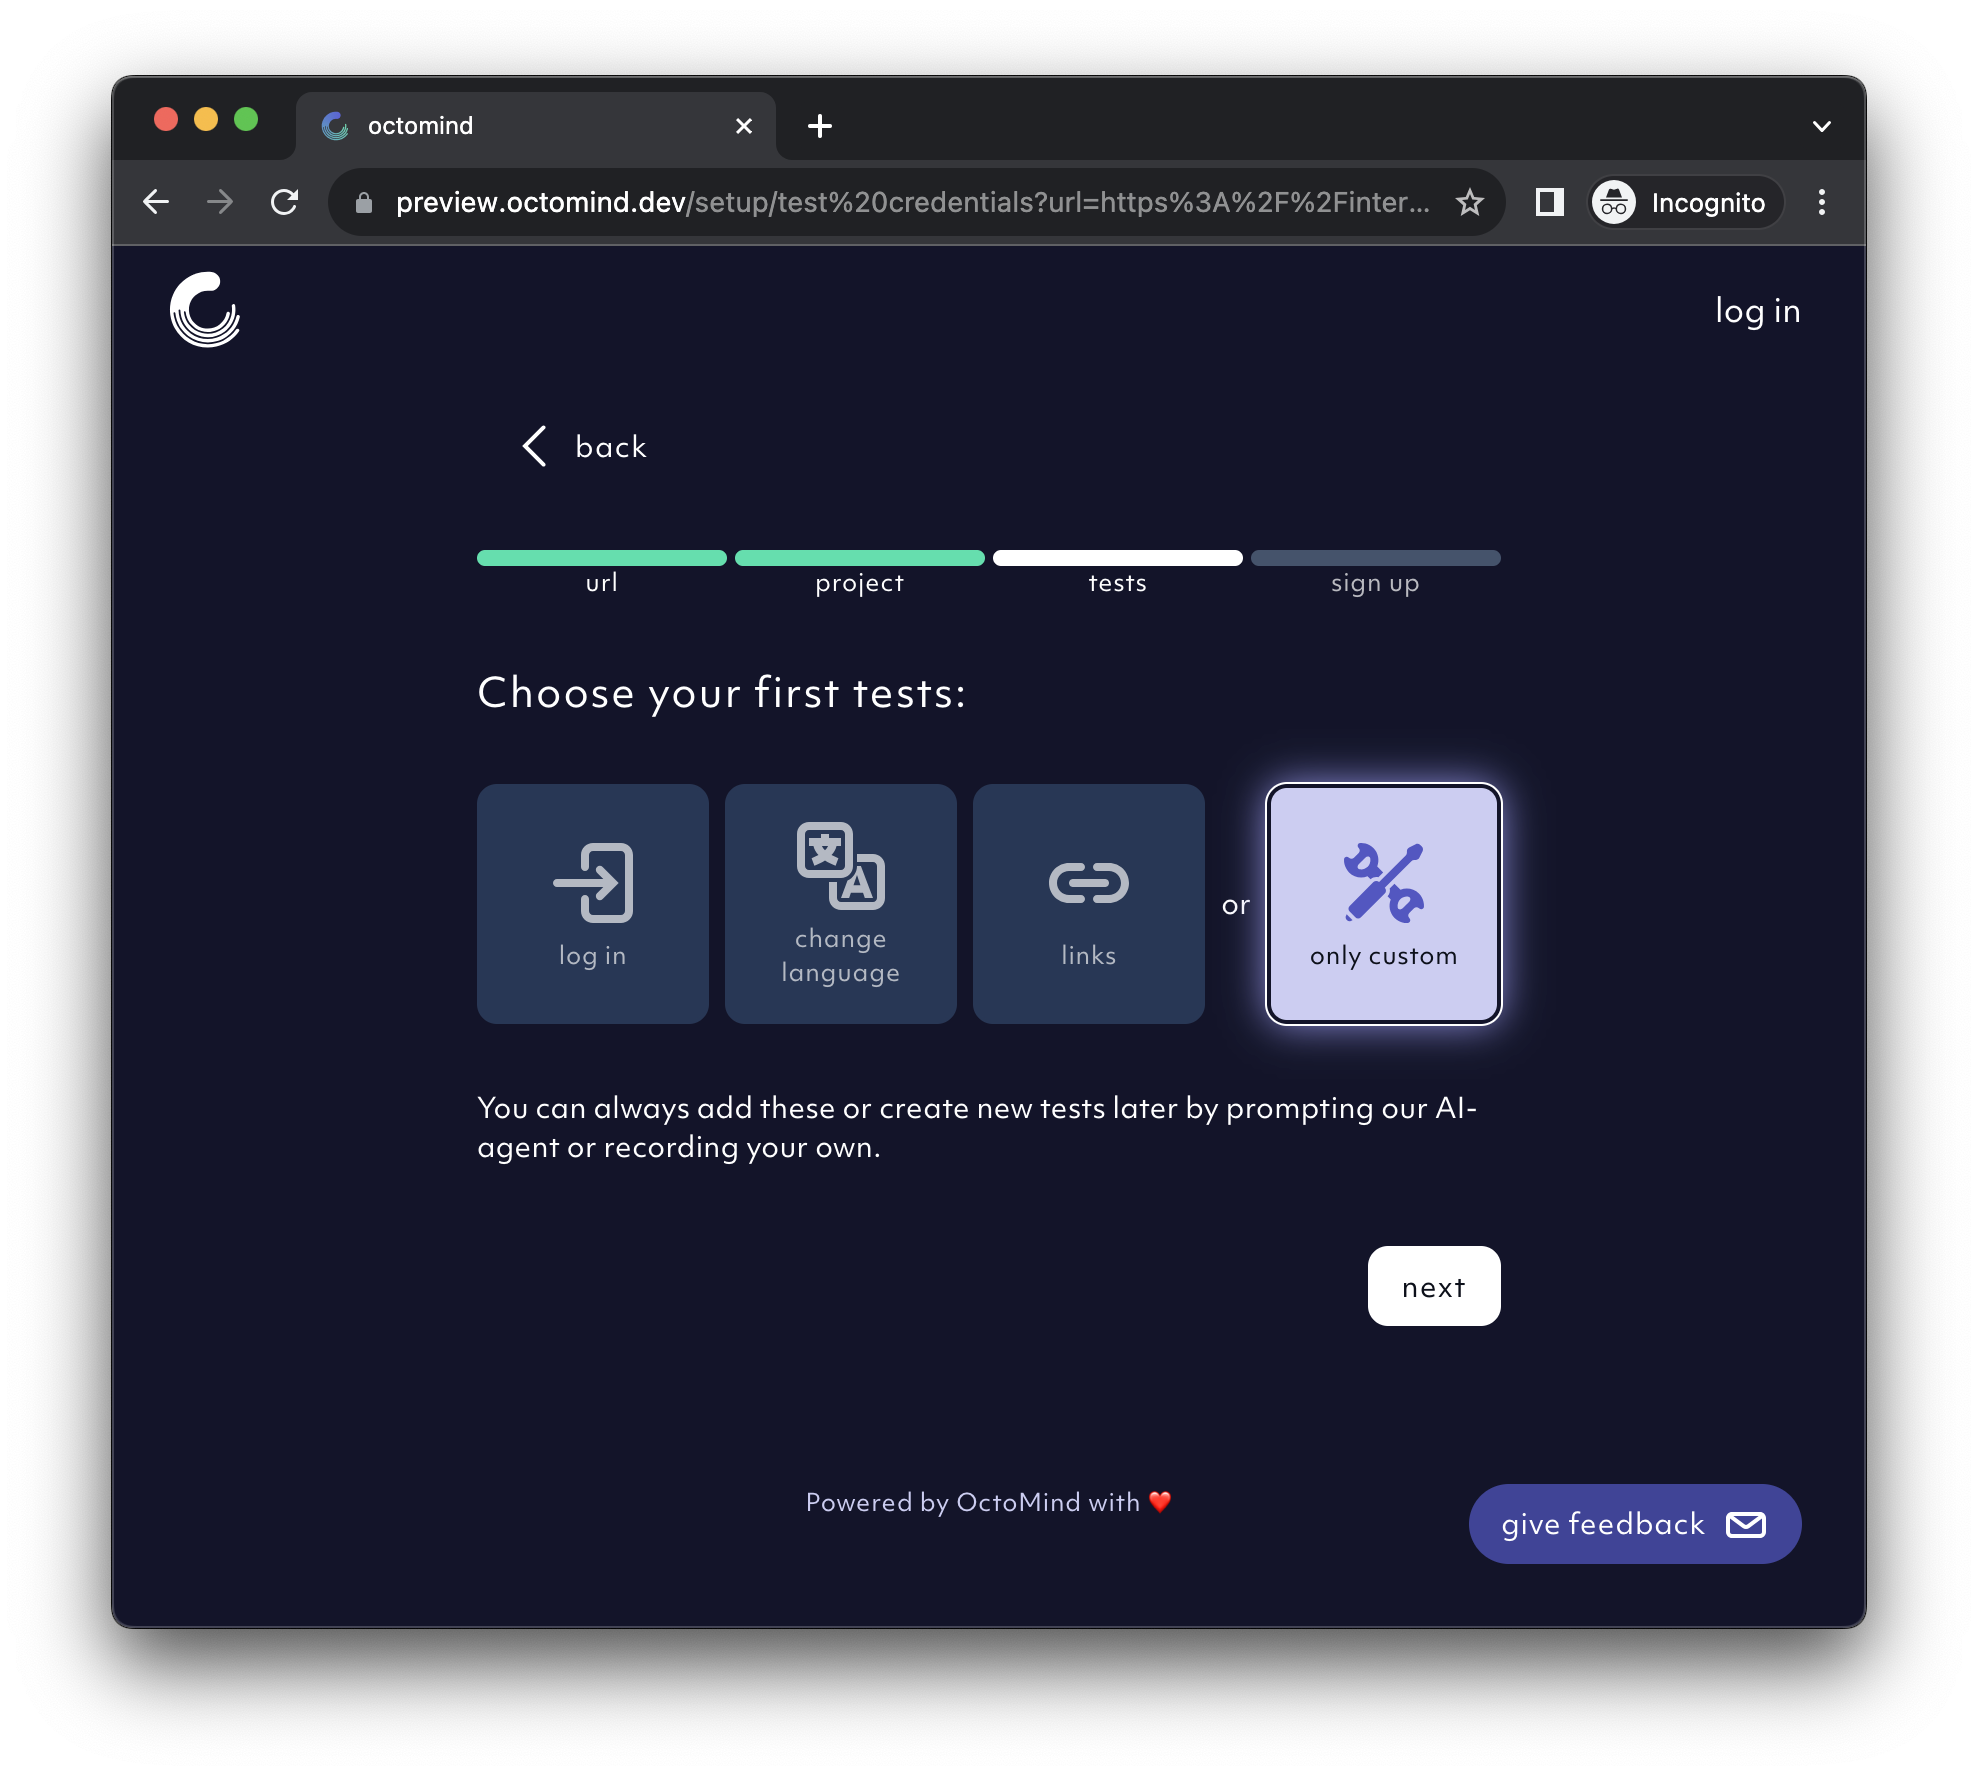 octomind
preview.octomind.dev/setup/test%20credentials?url=https%3A%2F%2Finter...
Incognito
log in
back
url
project
tests
sign up
Choose your first tests:
log in
文
A
change
language
links
or
only custom
You can always add these or create new tests later by prompting our AI-
agent or recording your own.
next
Powered by OctoMind with ❤️
give feedback